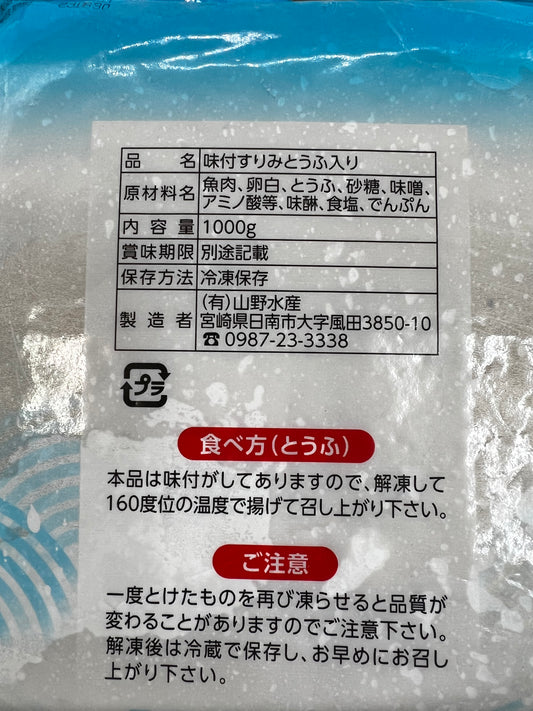 品名 味付すりみとうふ入り
原材料名 魚肉、卵白、とうふ、砂糖、味噌、
アミノ酸等、味醂、食塩、でんぷん
内容量 1000g
賞味期限 別途記載
保存方法 冷凍保存
製造者 (有)山野水産
宮崎県日南市大字風田3850-10
☎0987-23-3338
プラ
食べ方(とうふ)
本品は味付がしてありますので、解凍して
160度位の温度で揚げて召し上がり下さい。
ご注意
一度とけたものを再び凍らせると品質が
変わることがありますのでご注意下さい。
解凍後は冷蔵で保存し、お早めにお召し
上がり下さい。